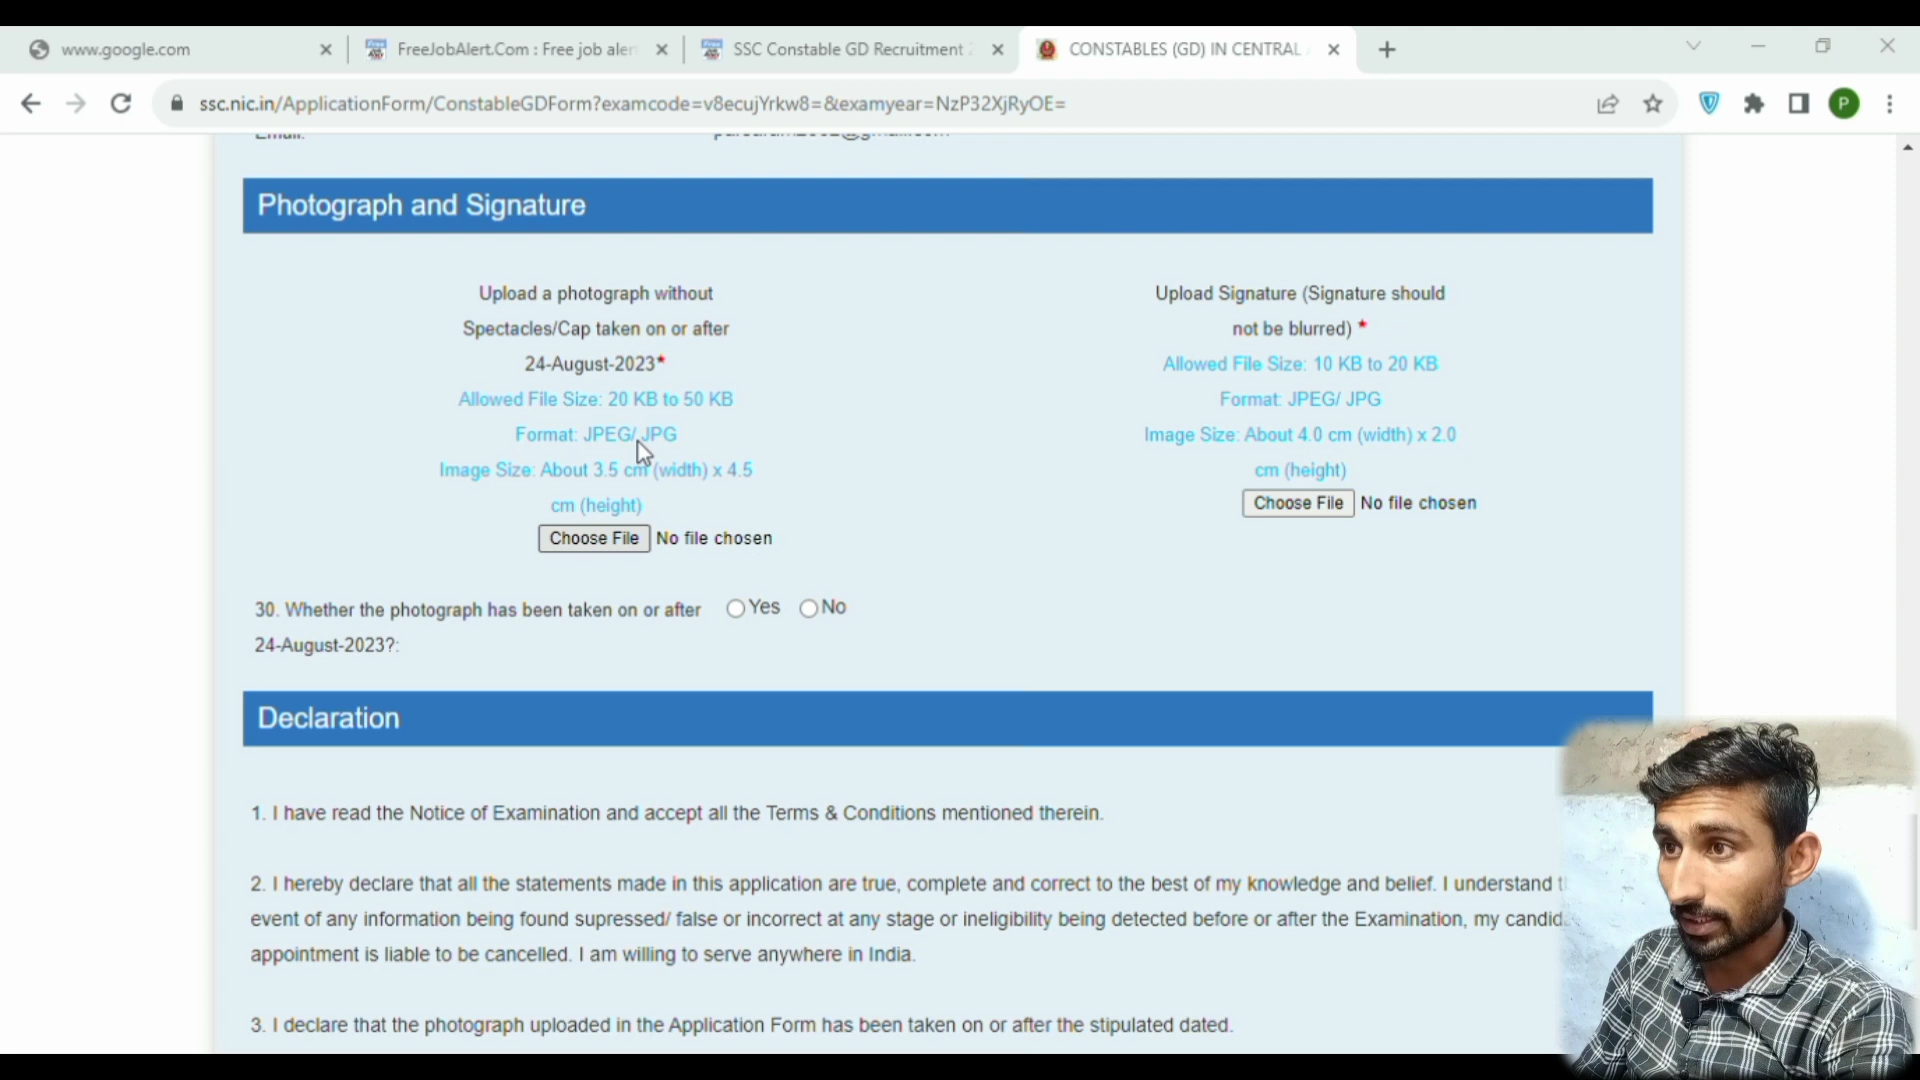 www.google.com
FreeJobAlert.Com : Free job aler
SSC Constable GD Recruitment 2
CONSTABLES (GD) IN CENTRAL
ssc.nic.in/ApplicationForm/ConstableGDForm?examcode=v8ecujYrkw8=&examyear=NzP32XjRyOE=
P
Email:
Photograph and Signature
Upload a photograph without
Spectacles/Cap taken on or after
24-August-2023*
Allowed File Size: 20 KB to 50 KB
Format: JPEG/ JPG
Image Size: About 3.5 cm (width) x 4.5
cm (height)
Choose File No file chosen
Upload Signature (Signature should
not be blurred) *
Allowed File Size: 10 KB to 20 KB
Format: JPEG/ JPG
Image Size: About 4.0 cm (width) x 2.0
cm (height)
Choose File No file chosen
30. Whether the photograph has been taken on or after Yes No
24-August-2023?:
Declaration
1. I have read the Notice of Examination and accept all the Terms & Conditions mentioned therein.
2. I hereby declare that all the statements made in this application are true, complete and correct to the best of my knowledge and belief. I understand t
event of any information being found supressed/ false or incorrect at any stage or ineligibility being detected before or after the Examination, my candid
appointment is liable to be cancelled. I am willing to serve anywhere in India.
3. I declare that the photograph uploaded in the Application Form has been taken on or after the stipulated dated.